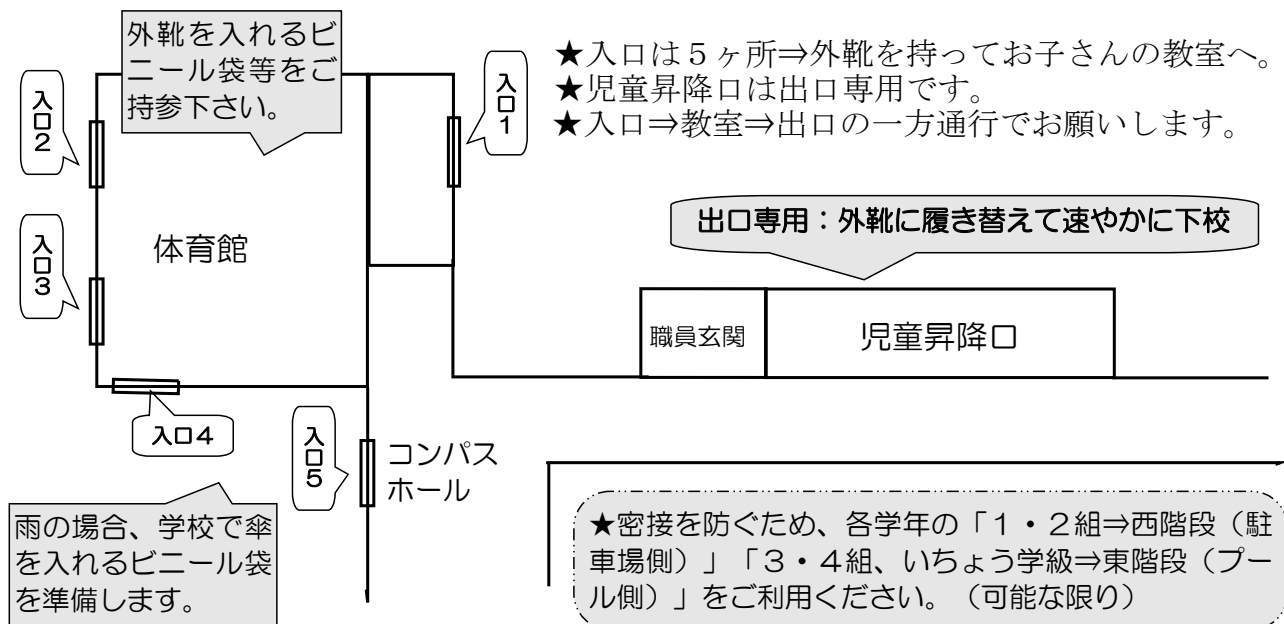 外靴を入れるビ
ニール袋等をご
持参下さい。
★入口は５ヶ所⇒外靴を持ってお子さんの教室へ。
★児童昇降口は出口専用です。
★入口⇒教室⇒出口の一方通行でお願いします。
入口1
入口2
入口3
体育館
出口専用：外靴に履き替えて速やかに下校
職員玄関
児童昇降口
入口4
入口5
コンパス
ホール
雨の場合、学校で傘
を入れるビニール袋
を準備します。
★密接を防ぐため、各学年の「１・２組⇒西階段（駐
車場側）」「３・４組、いちょう学級⇒東階段（プー
ル側）」をご利用ください。（可能な限り）